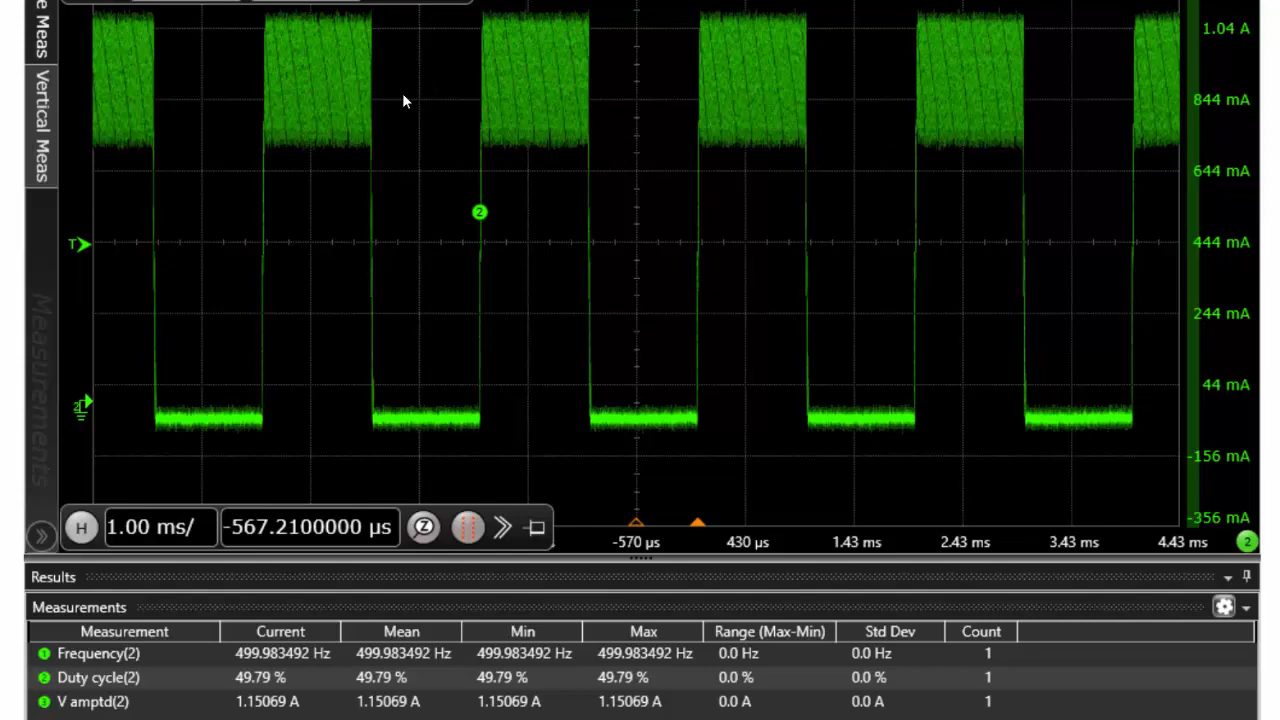 e Meas
Vertical Meas
Measurements
1.04 A
844 mA
644 mA
444 mA
244 mA
44 mA
-156 mA
-356 mA
2
T
2
H 1.00 ms/ -567.2100000 µs Z
-570 µs 430 µs 1.43 ms 2.43 ms 3.43 ms 4.43 ms 2
Results
Measurements
Measurement Current Mean Min Max Range (Max-Min) Std Dev Count
1 Frequency(2) 499.983492 Hz 499.983492 Hz 499.983492 Hz 499.983492 Hz 0.0 Hz 0.0 Hz 1
2 Duty cycle(2) 49.79 % 49.79 % 49.79 % 49.79 % 0.0 % 0.0 % 1
3 V amptd(2) 1.15069 A 1.15069 A 1.15069 A 1.15069 A 0.0 A 0.0 A 1